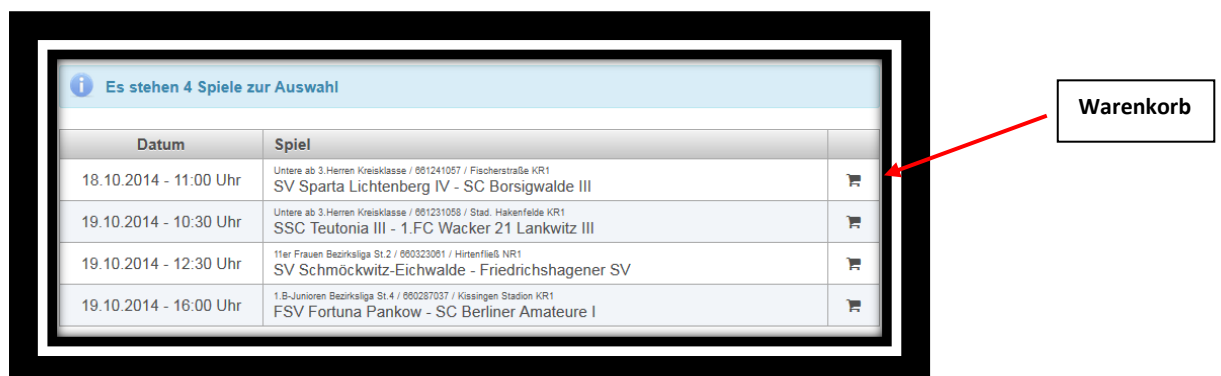 Es stehen 4 Spiele zur Auswahl
Warenkorb
Datum Spiel
Untere ab 3.Herren Kreisklasse / 661241057 / Fischerstraße KR1
18.10.2014 - 11:00 Uhr SV Sparta Lichtenberg IV - SC Borsigwalde III
Untere ab 3.Herren Kreisklasse / 661231058 / Stad. Hakenfelde KR1
19.10.2014 - 10:30 Uhr SSC Teutonia III - 1.FC Wacker 21 Lankwitz III
11er Frauen Bezirksliga St.2 / 660323061 / Hirtenfließ NR1
19.10.2014 - 12:30 Uhr SV Schmöckwitz-Eichwalde - Friedrichshagener SV
1.B-Junioren Bezirksliga St.4 / 660287037 / Kissingen Stadion KR1
19.10.2014 - 16:00 Uhr FSV Fortuna Pankow - SC Berliner Amateure I